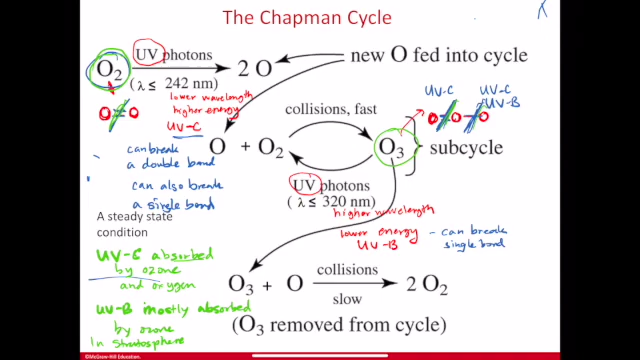 The Chapman Cycle
O2 UV photons 2 O new O fed into cycle
(λ ≤ 242 nm)
lower wavelength
higher energy
UV-C
O = O
can break
a double bond
can also break
a single bond
collisions, fast
O + O2 O3 subcycle
UV-C UV-C
UV-B
O O O
UV photons
(λ ≤ 320 nm)
higher wavelength
lower energy
UV-B
- can break
single bond
A steady state
condition
UV-C absorbed
by ozone
and oxygen
UV-B mostly absorbed
by ozone
In stratosphere
O3 + O collisions 2 O2
slow
(O3 removed from cycle)
©McGraw-Hill Education.